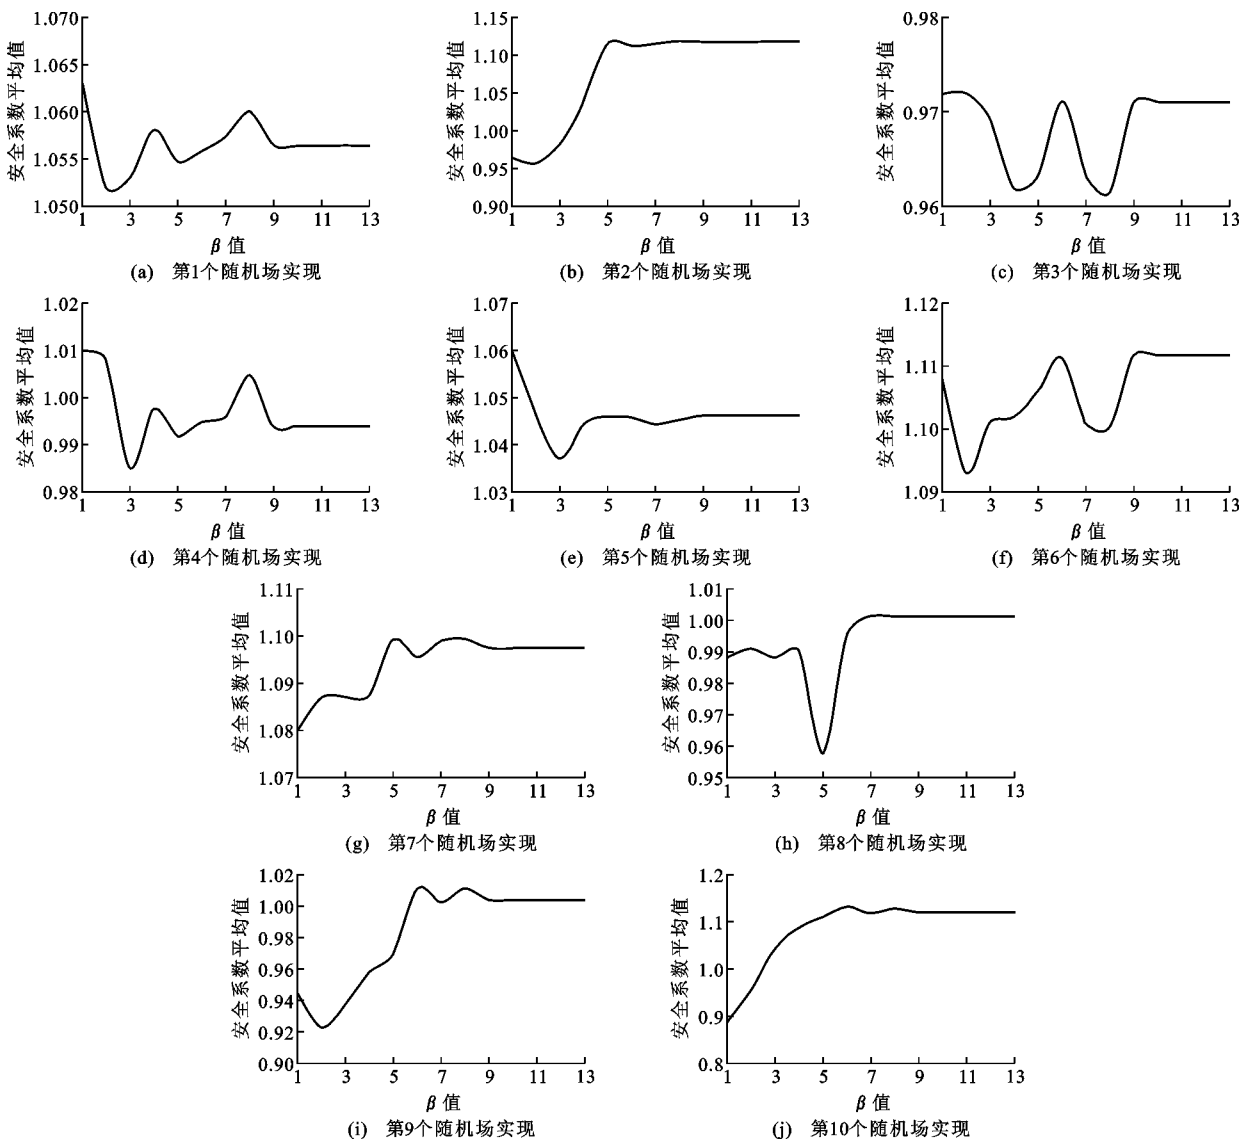 安全系数平均值
1.070
1.065
1.060
1.055
1.050
1 3 5 7 9 11 13
β 值
(a) 第1个随机场实现
安全系数平均值
1.15
1.10
1.05
1.00
0.95
0.90
1 3 5 7 9 11 13
β 值
(b) 第2个随机场实现
安全系数平均值
0.98
0.97
0.96
1 3 5 7 9 11 13
β 值
(c) 第3个随机场实现
安全系数平均值
1.02
1.01
1.00
0.99
0.98
1 3 5 7 9 11 13
β 值
(d) 第4个随机场实现
安全系数平均值
1.07
1.06
1.05
1.04
1.03
1 3 5 7 9 11 13
β 值
(e) 第5个随机场实现
安全系数平均值
1.12
1.11
1.10
1.09
1 3 5 7 9 11 13
β 值
(f) 第6个随机场实现
安全系数平均值
1.11
1.10
1.09
1.08
1.07
1 3 5 7 9 11 13
β 值
(g) 第7个随机场实现
安全系数平均值
1.01
1.00
0.99
0.98
0.97
0.96
0.95
1 3 5 7 9 11 13
β 值
(h) 第8个随机场实现
安全系数平均值
1.02
1.00
0.96
0.96
0.94
0.92
0.90
1 3 5 7 9 11 13
β 值
(i) 第9个随机场实现
安全系数平均值
1.2
1.1
1.0
0.9
0.8
1 3 5 7 9 11 13
β 值
(j) 第10个随机场实现